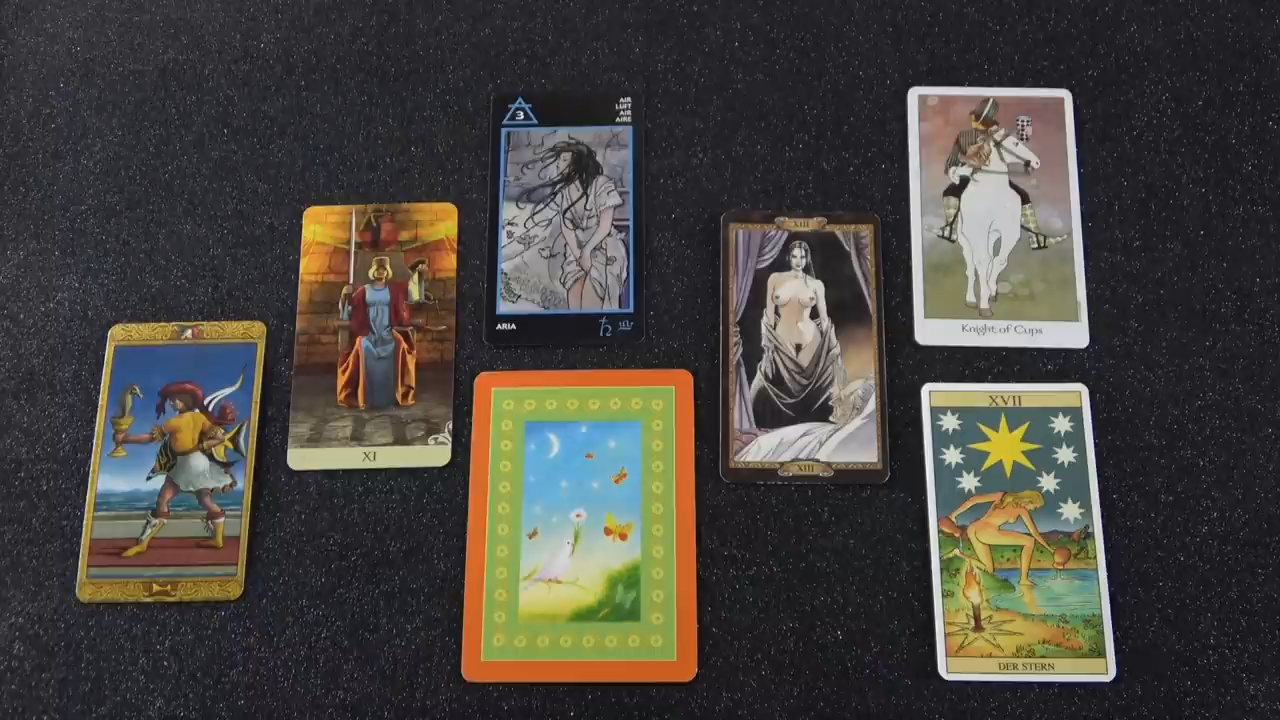 3
AIR
LUFT
AIR
AIRE
ARIA
XI
XIII
XIII
Knight of Cups
XVII
DER STERN